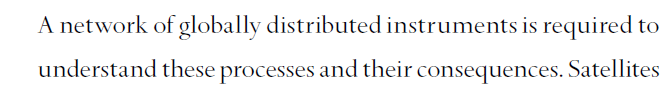 A network of globally distributed instruments is required to
understand these processes and their consequences. Satellites